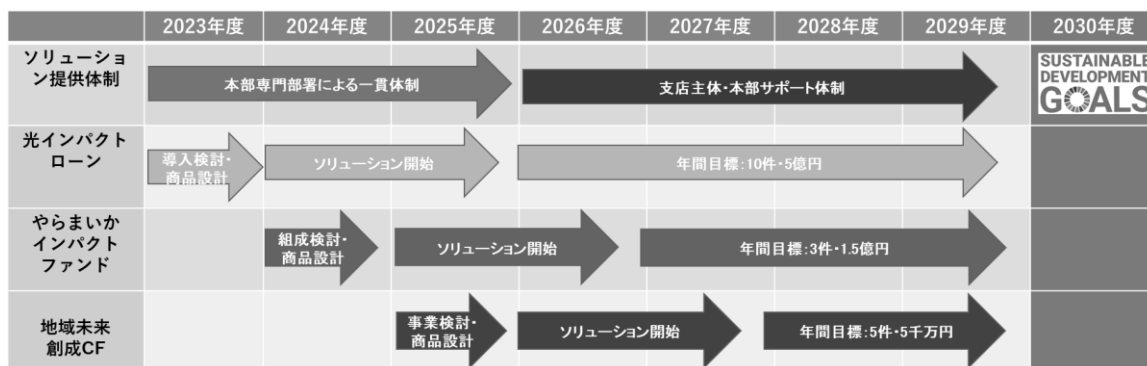 2023年度 2024年度 2025年度 2026年度 2027年度 2028年度 2029年度 2030年度
ソリューショ
ン提供体制
本部専門部署による一貫体制
支店主体・本部サポート体制
SUSTAINABLE
DEVELOPMENT
GOALS
光インパクト
ローン
導入検討・
商品設計
ソリューション開始
年間目標:10件・5億円
やらまいか
インパクト
ファンド
組成検討・
商品設計
ソリューション開始
年間目標:3件・1.5億円
地域未来
創成CF
事業検討・
商品設計
ソリューション開始
年間目標:5件・5千万円